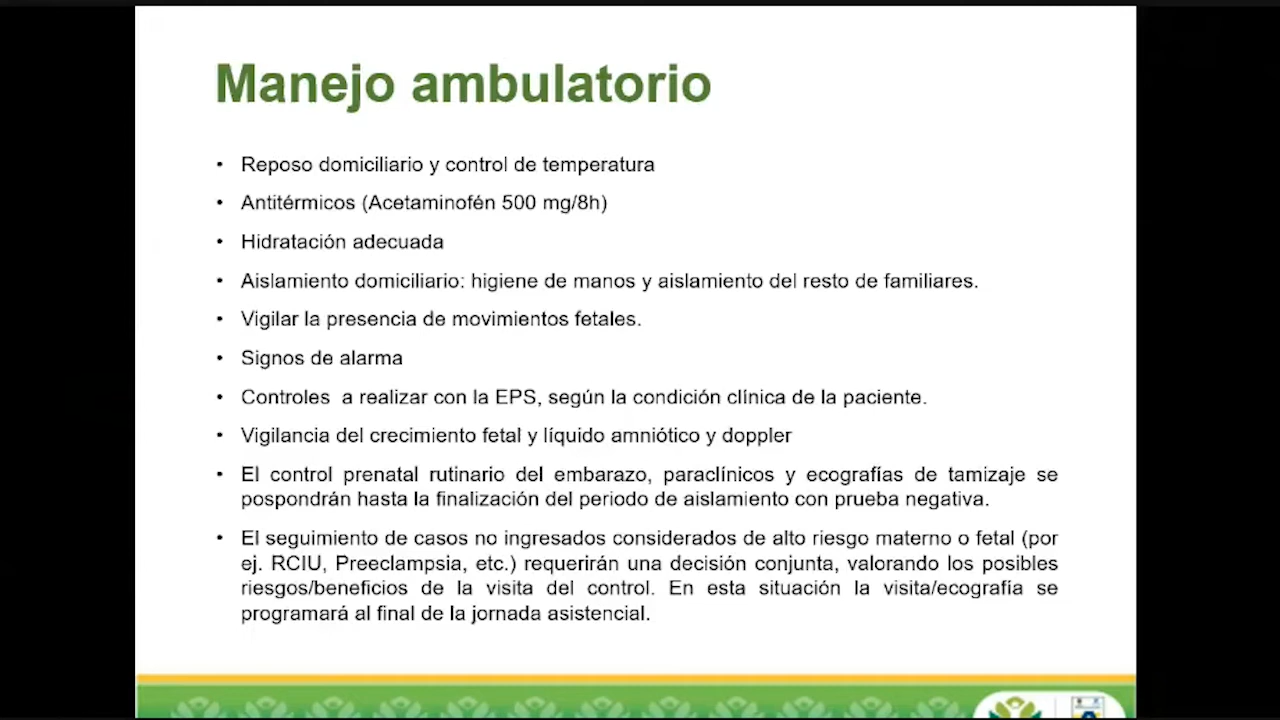 Manejo ambulatorio
• Reposo domiciliario y control de temperatura
• Antitérmicos (Acetaminofén 500 mg/8h)
• Hidratación adecuada
• Aislamiento domiciliario: higiene de manos y aislamiento del resto de familiares.
• Vigilar la presencia de movimientos fetales.
• Signos de alarma
• Controles  a realizar con la EPS, según la condición clínica de la paciente.
• Vigilancia del crecimiento fetal y líquido amniótico y doppler
• El control prenatal rutinario del embarazo, paraclínicos y ecografías de tamizaje se
pospondrán hasta la finalización del periodo de aislamiento con prueba negativa.
• El seguimiento de casos no ingresados considerados de alto riesgo materno o fetal (por
ej. RCIU, Preeclampsia, etc.) requerirán una decisión conjunta, valorando los posibles
riesgos/beneficios de la visita del control. En esta situación la visita/ecografía se
programará al final de la jornada asistencial.